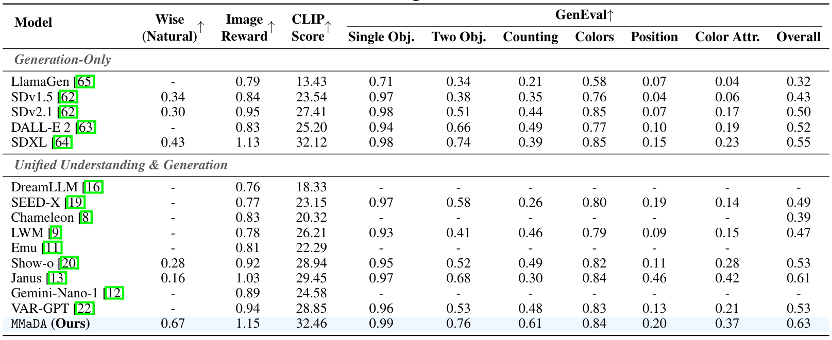 Model Wise (Natural)↑ Image Reward↑ CLIP Score↑ GenEval↑
Single Obj. Two Obj. Counting Colors Position Color Attr. Overall
Generation-Only
LlamaGen [65] - 0.79 13.43 0.71 0.34 0.21 0.58 0.07 0.04 0.32
SDv1.5 [62] 0.34 0.84 23.54 0.97 0.38 0.35 0.76 0.04 0.06 0.43
SDv2.1 [62] 0.30 0.95 27.41 0.98 0.51 0.44 0.85 0.07 0.17 0.50
DALL-E 2 [63] - 0.83 25.20 0.94 0.66 0.49 0.77 0.10 0.19 0.52
SDXL [64] 0.43 1.13 32.12 0.98 0.74 0.39 0.85 0.15 0.23 0.55
Unified Understanding & Generation
DreamLLM [16] - 0.76 18.33 - - - - - - -
SEED-X [19] - 0.77 23.15 0.97 0.58 0.26 0.80 0.19 0.14 0.49
Chameleon [8] - 0.83 20.32 - - - - - - 0.39
LWM [9] - 0.78 26.21 0.93 0.41 0.46 0.79 0.09 0.15 0.47
Emu [11] - 0.81 22.29 - - - - - - -
Show-o [20] 0.28 0.92 28.94 0.95 0.52 0.49 0.82 0.11 0.28 0.53
Janus [13] 0.16 1.03 29.45 0.97 0.68 0.30 0.84 0.46 0.42 0.61
Gemini-Nano-1 [12] - 0.89 24.58 - - - - - - -
VAR-GPT [22] - 0.94 28.85 0.96 0.53 0.48 0.83 0.13 0.21 0.53
MMaDA (Ours) 0.67 1.15 32.46 0.99 0.76 0.61 0.84 0.20 0.37 0.63